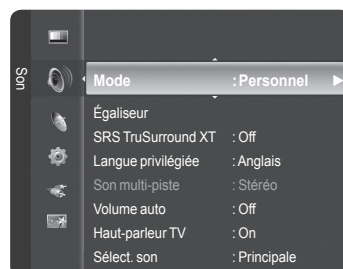 Son
Mode : Personnel
Égaliseur
SRS TruSurround XT : Off
Langue privilégiée : Anglais
Son multi-piste : Stéréo
Volume auto : Off
Haut-parleur TV : On
Sélect. son : Principale